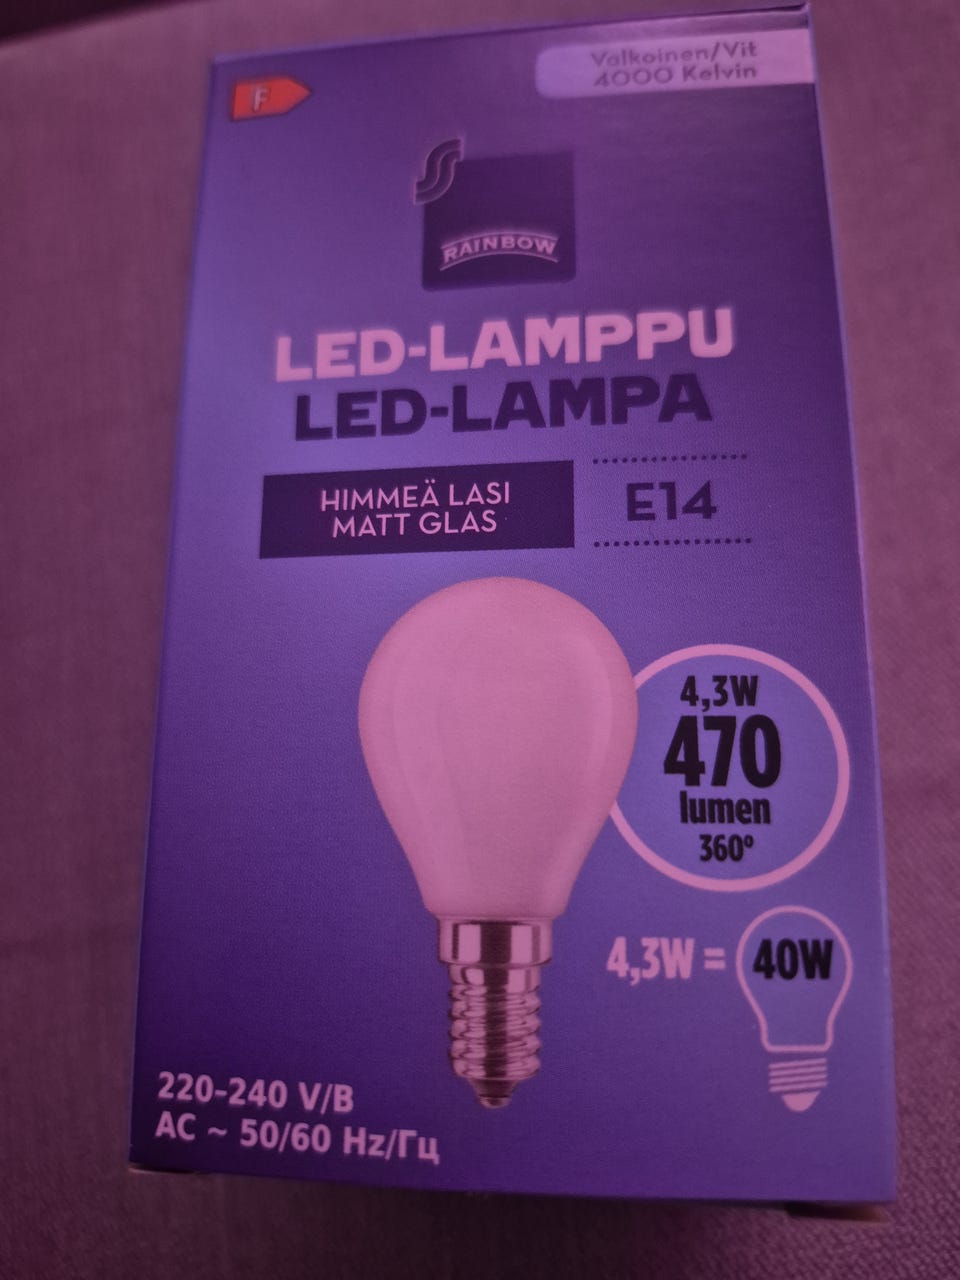 F
Valkoinen/Vit
4000 Kelvin
RAINBOW
LED-LAMPPU
LED-LAMPA
HIMMEÄ LASI
MATT GLAS
E14
4,3W
470
lumen
360°
4,3W = 40W
220-240 V/B
AC ~ 50/60 Hz/Гц